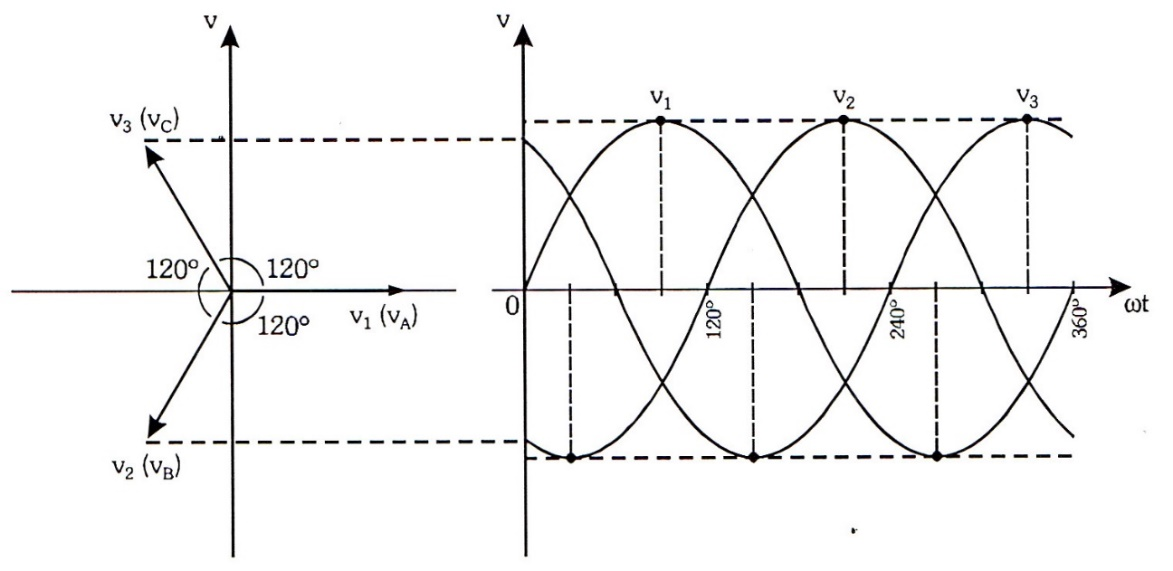 v
v₃ (v_C)
120° 120°
120°
v₁ (v_A)
v₂ (v_B)
v
v₁ v₂ v₃
0 120° 240° 360° ωt